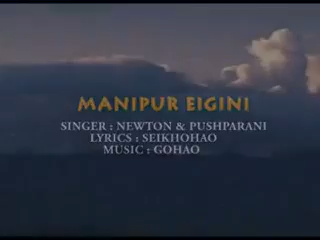 MANIPUR EIGINI
SINGER : NEWTON & PUSHPARANI
LYRICS : SEIKHOHAO
MUSIC : GOHAO